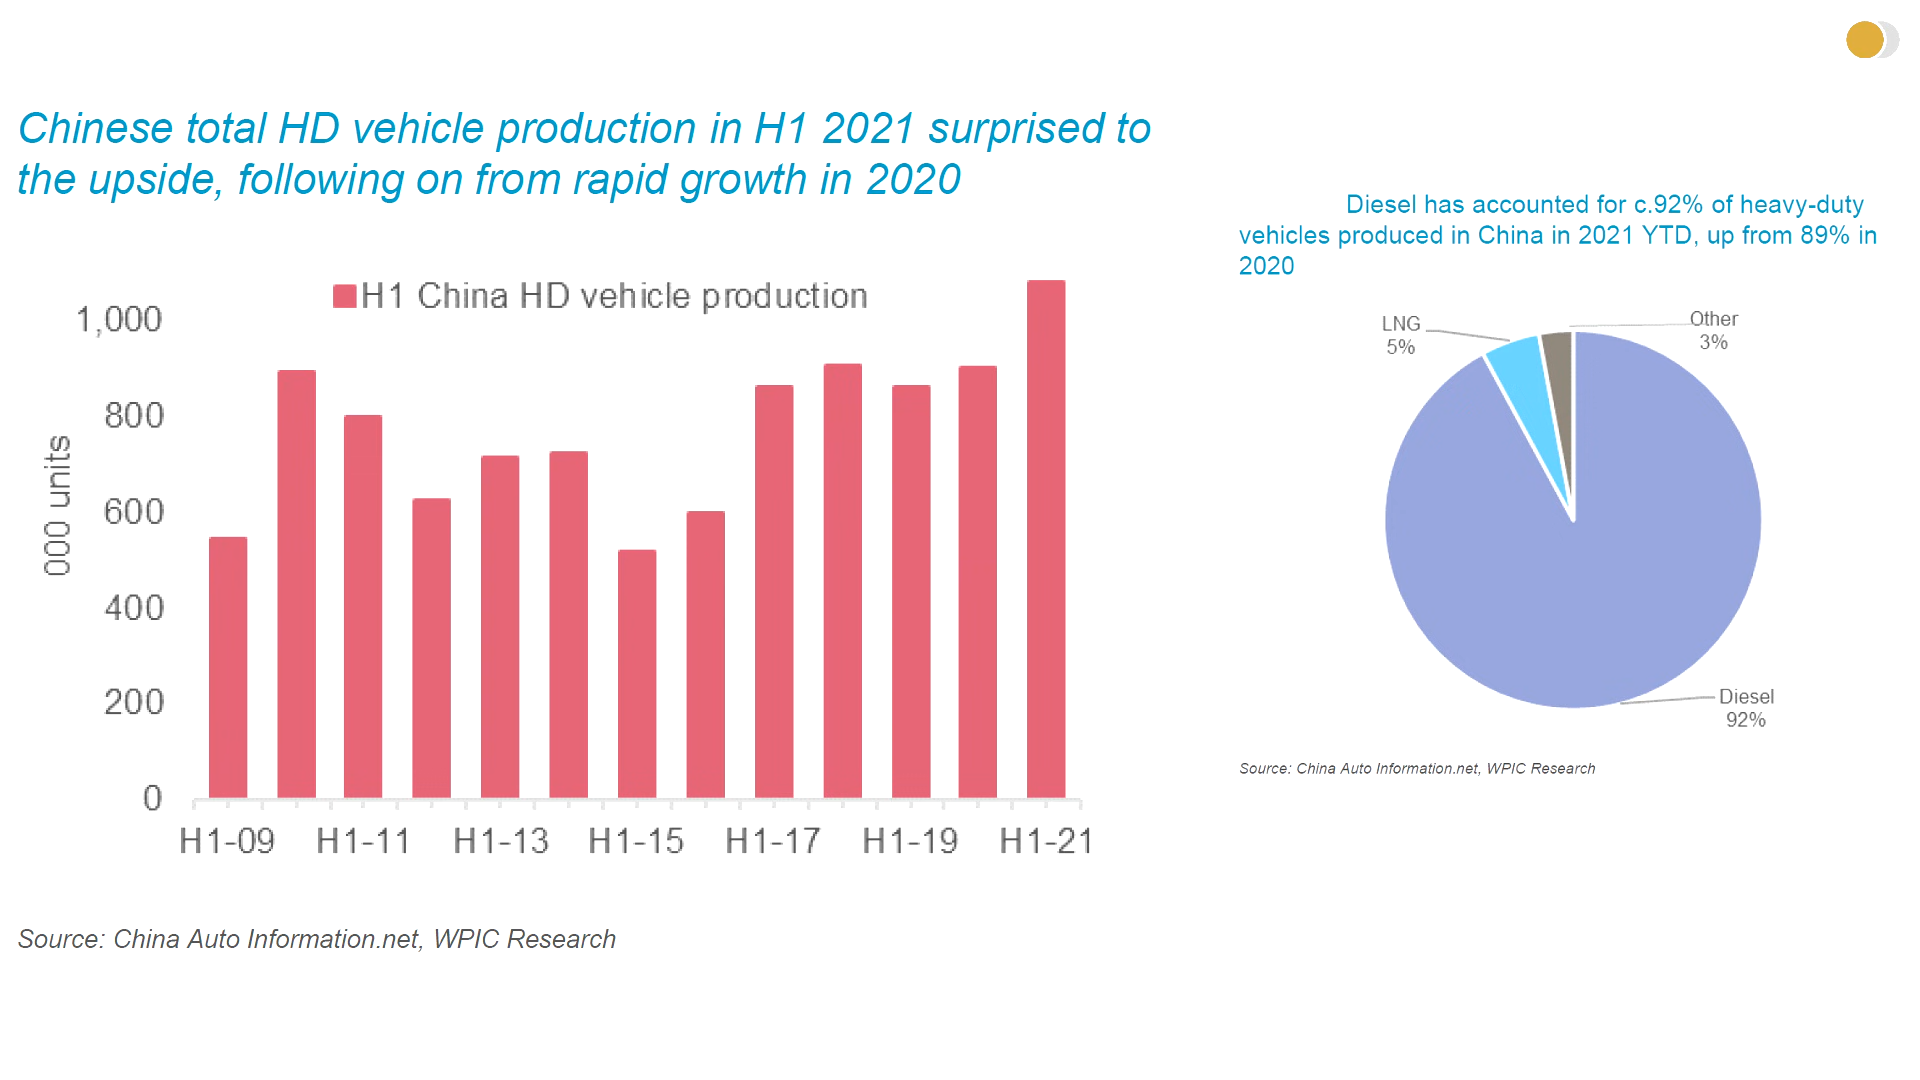 Chinese total HD vehicle production in H1 2021 surprised to
the upside, following on from rapid growth in 2020
H1 China HD vehicle production
1,000
800
600
400
200
0
000 units
H1-09 H1-11 H1-13 H1-15 H1-17 H1-19 H1-21
Source: China Auto Information.net, WPIC Research
Diesel has accounted for c.92% of heavy-duty
vehicles produced in China in 2021 YTD, up from 89% in
2020
LNG
5%
Other
3%
Diesel
92%
Source: China Auto Information.net, WPIC Research